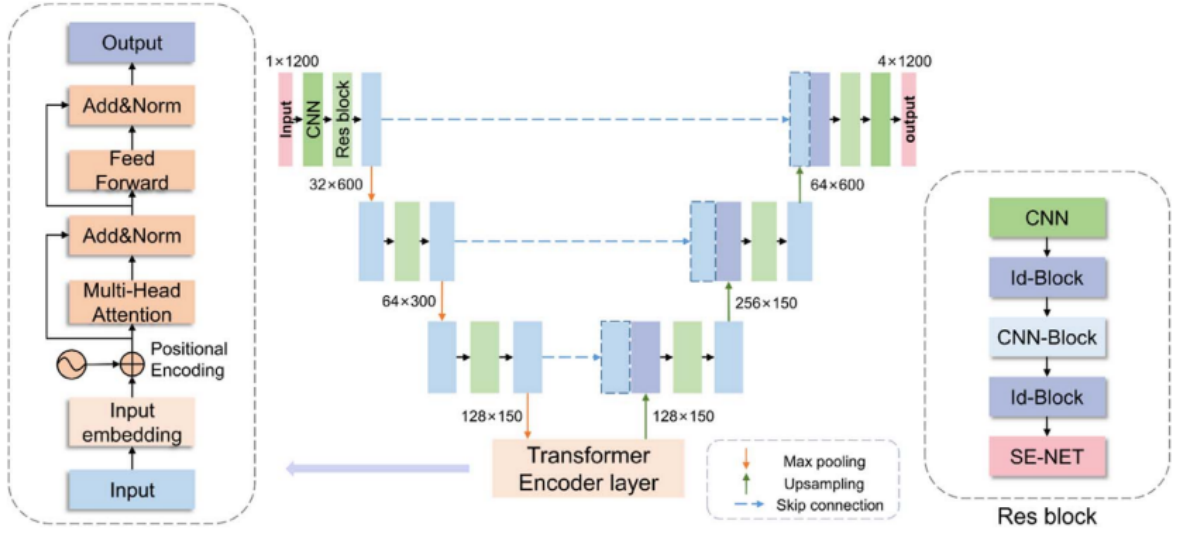 Output
Add&Norm
Feed
Forward
Add&Norm
Multi-Head
Attention
Positional
Encoding
Input
embedding
Input
1×1200
Input
CNN
Res block
32×600
64×300
128×150
Transformer
Encoder layer
128×150
256×150
64×600
4×1200
output
Max pooling
Upsampling
Skip connection
CNN
Id-Block
CNN-Block
Id-Block
SE-NET
Res block